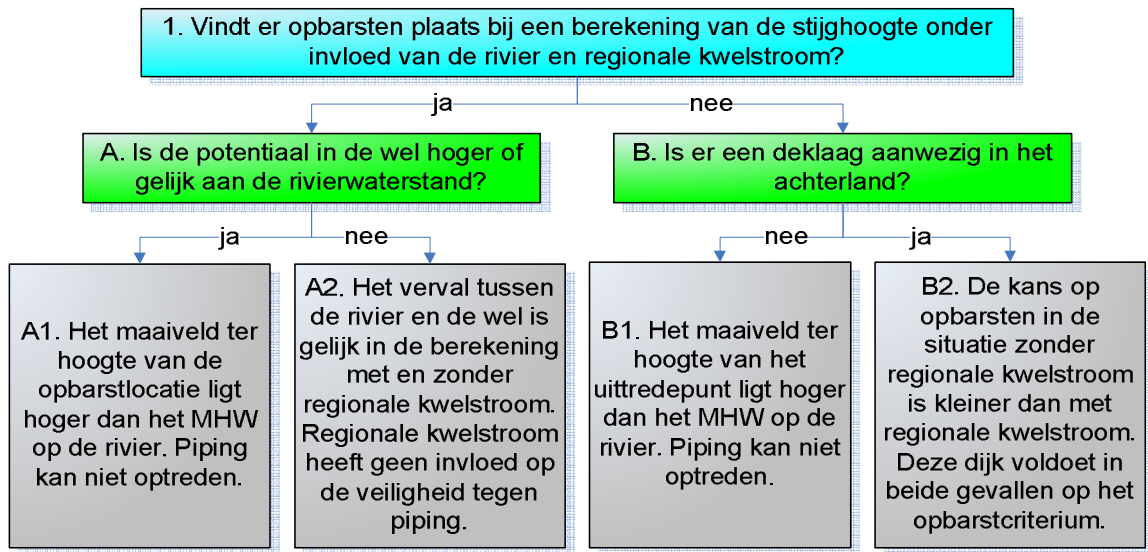 1. Vindt er opbarsten plaats bij een berekening van de stijghoogte onder
invloed van de rivier en regionale kwelstroom?
ja
nee
A. Is de potentiaal in de wel hoger of
gelijk aan de rivierwaterstand?
B. Is er een deklaag aanwezig in het
achterland?
ja
nee
nee
ja
A1. Het maaiveld ter
hoogte van de
opbarstlocatie ligt
hoger dan het MHW
op de rivier. Piping
kan niet optreden.
A2. Het verval tussen
de rivier en de wel is
gelijk in de berekening
met en zonder
regionale kwelstroom.
Regionale kwelstroom
heeft geen invloed op
de veiligheid tegen
piping.
B1. Het maaiveld ter
hoogte van het
uittredepunt ligt hoger
dan het MHW op de
rivier. Piping kan niet
optreden.
B2. De kans op
opbarsten in de
situatie zonder
regionale kwelstroom
is kleiner dan met
regionale kwelstroom.
Deze dijk voldoet in
beide gevallen op het
opbarstcriterium.